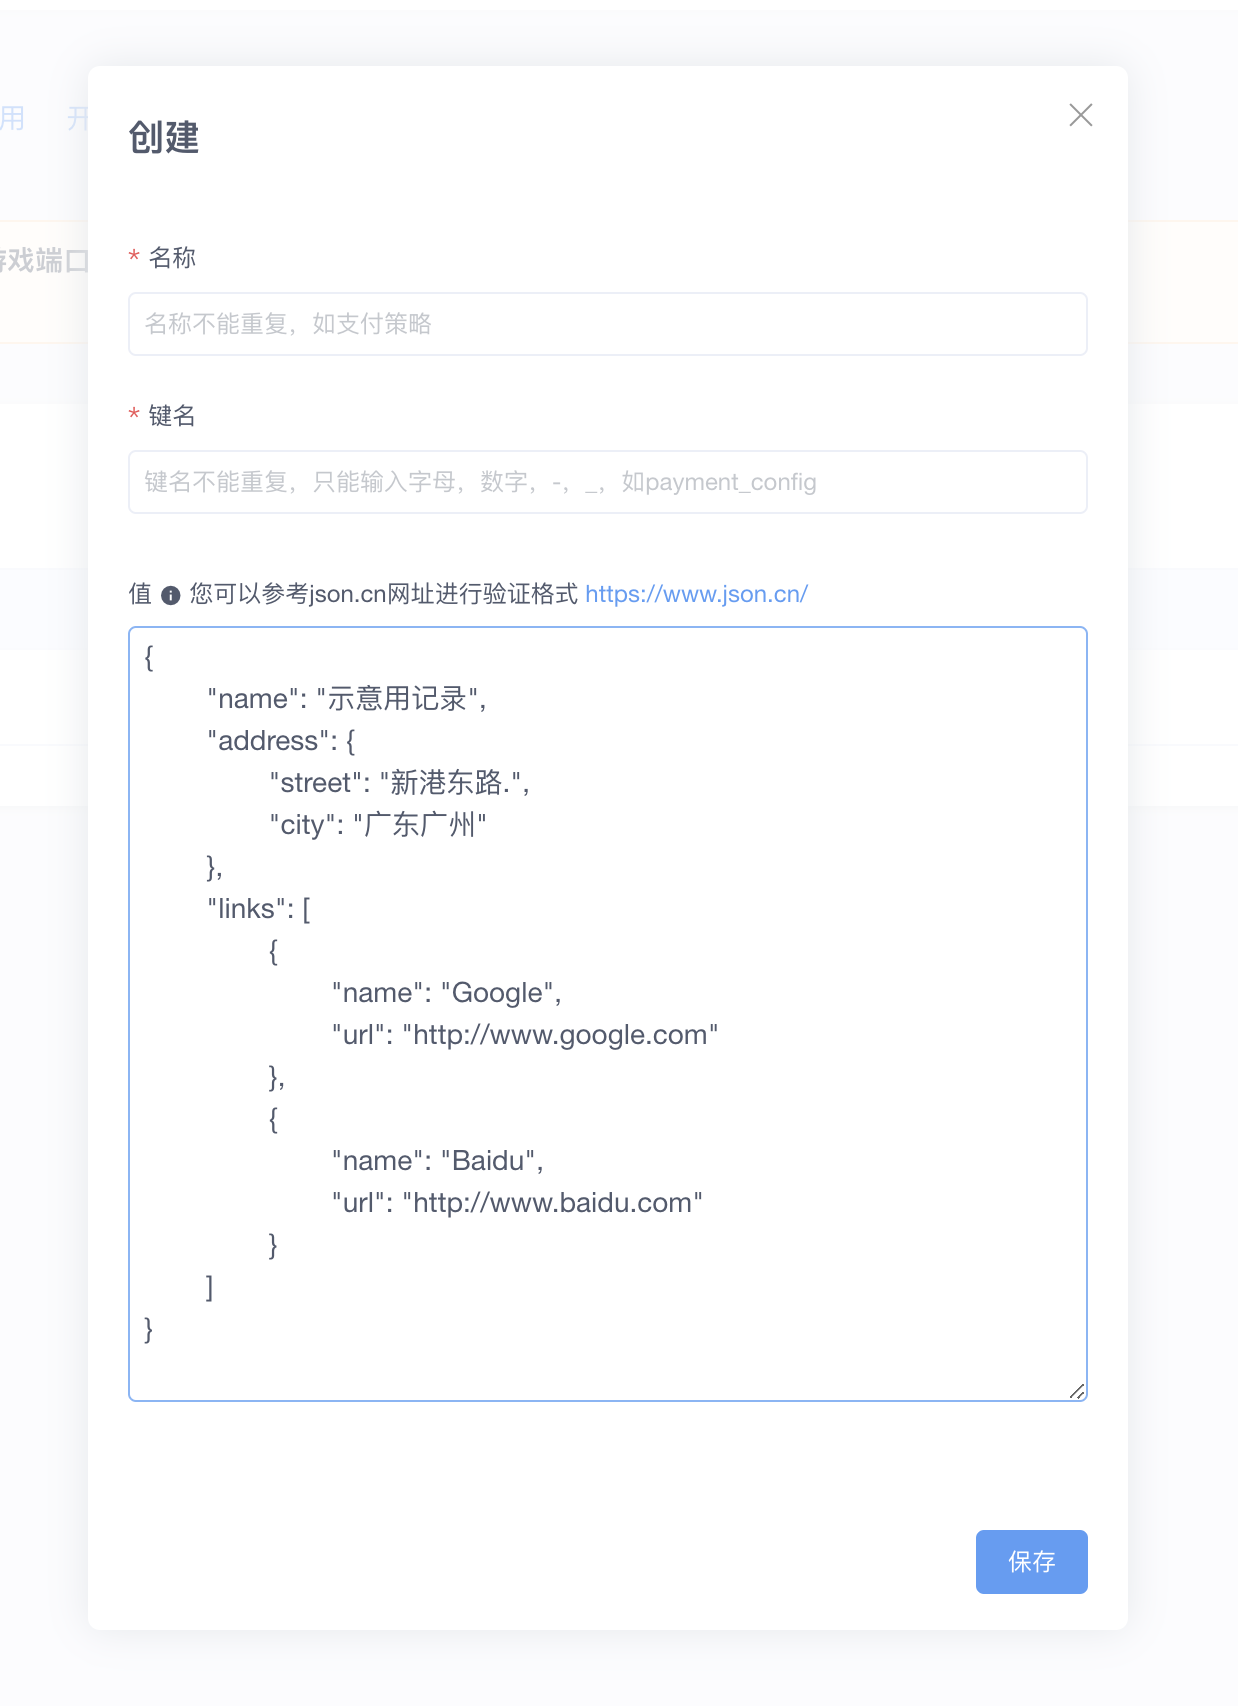 用 开
创建
戏端口
* 名称
名称不能重复，如支付策略
* 键名
键名不能重复，只能输入字母，数字，-，_，如payment_config
值 您可以参考json.cn网址进行验证格式 https://www.json.cn/
{
"name": "示意用记录",
"address": {
"street": "新港东路.",
"city": "广东广州"
},
"links": [
{
"name": "Google",
"url": "http://www.google.com"
},
{
"name": "Baidu",
"url": "http://www.baidu.com"
}
]
}
保存